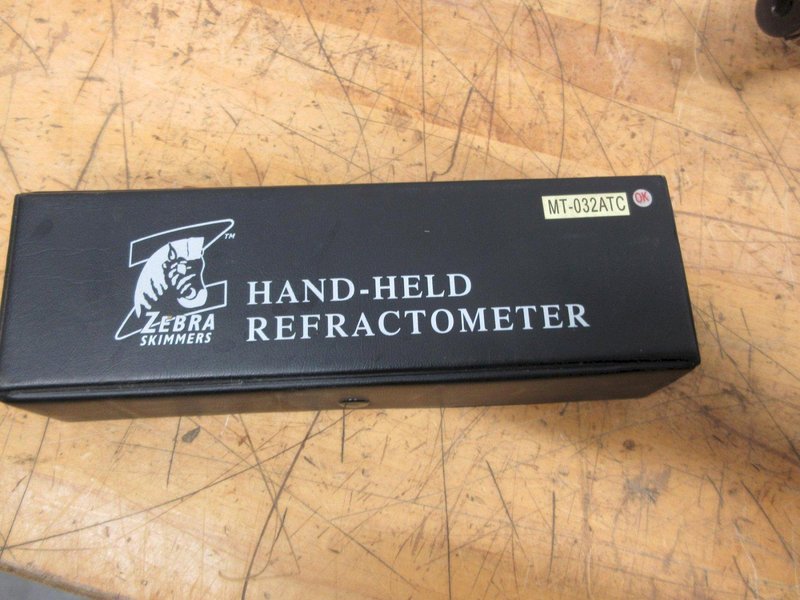 MT-032ATC OK
TM
HAND-HELD
REFRACTOMETER
ZEBRA
SKIMMERS